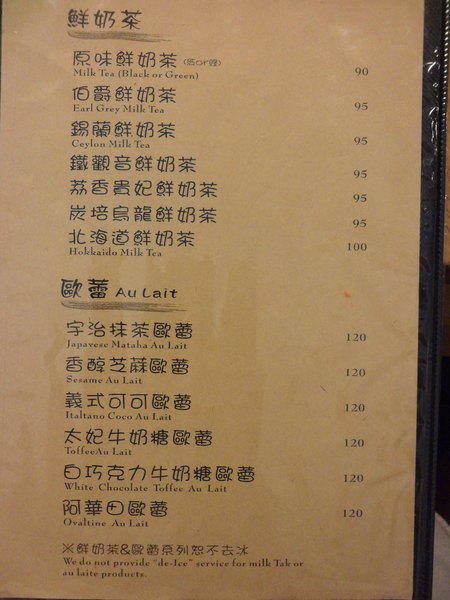 鮮奶茶
原味鮮奶茶(紅or綠)
Milk Tea (Black or Green) 90
伯爵鮮奶茶
Earl Grey Milk Tea 95
錫蘭鮮奶茶
Ceylon Milk Tea 95
鐵觀音鮮奶茶 95
荔香貴妃鮮奶茶 95
炭培烏龍鮮奶茶 95
北海道鮮奶茶
Hokkaido Milk Tea 100
歐蕾 Au Lait
宇治抹茶歐蕾
Japavese Mataha Au Lait 120
香醇芝蔴歐蕾
Sesame Au Lait 120
義式可可歐蕾
Italtano Coco Au Lait 120
太妃牛奶糖歐蕾
ToffeeAu Lait 120
白巧克力牛奶糖歐蕾
White Chocolate Toffee Au Lait 120
阿華田歐蕾
Ovaltine Au Lait 120
※鮮奶茶&歐蕾系列恕不去冰
We do not provide "de-Ice" service for milk Tak or
au laite products.